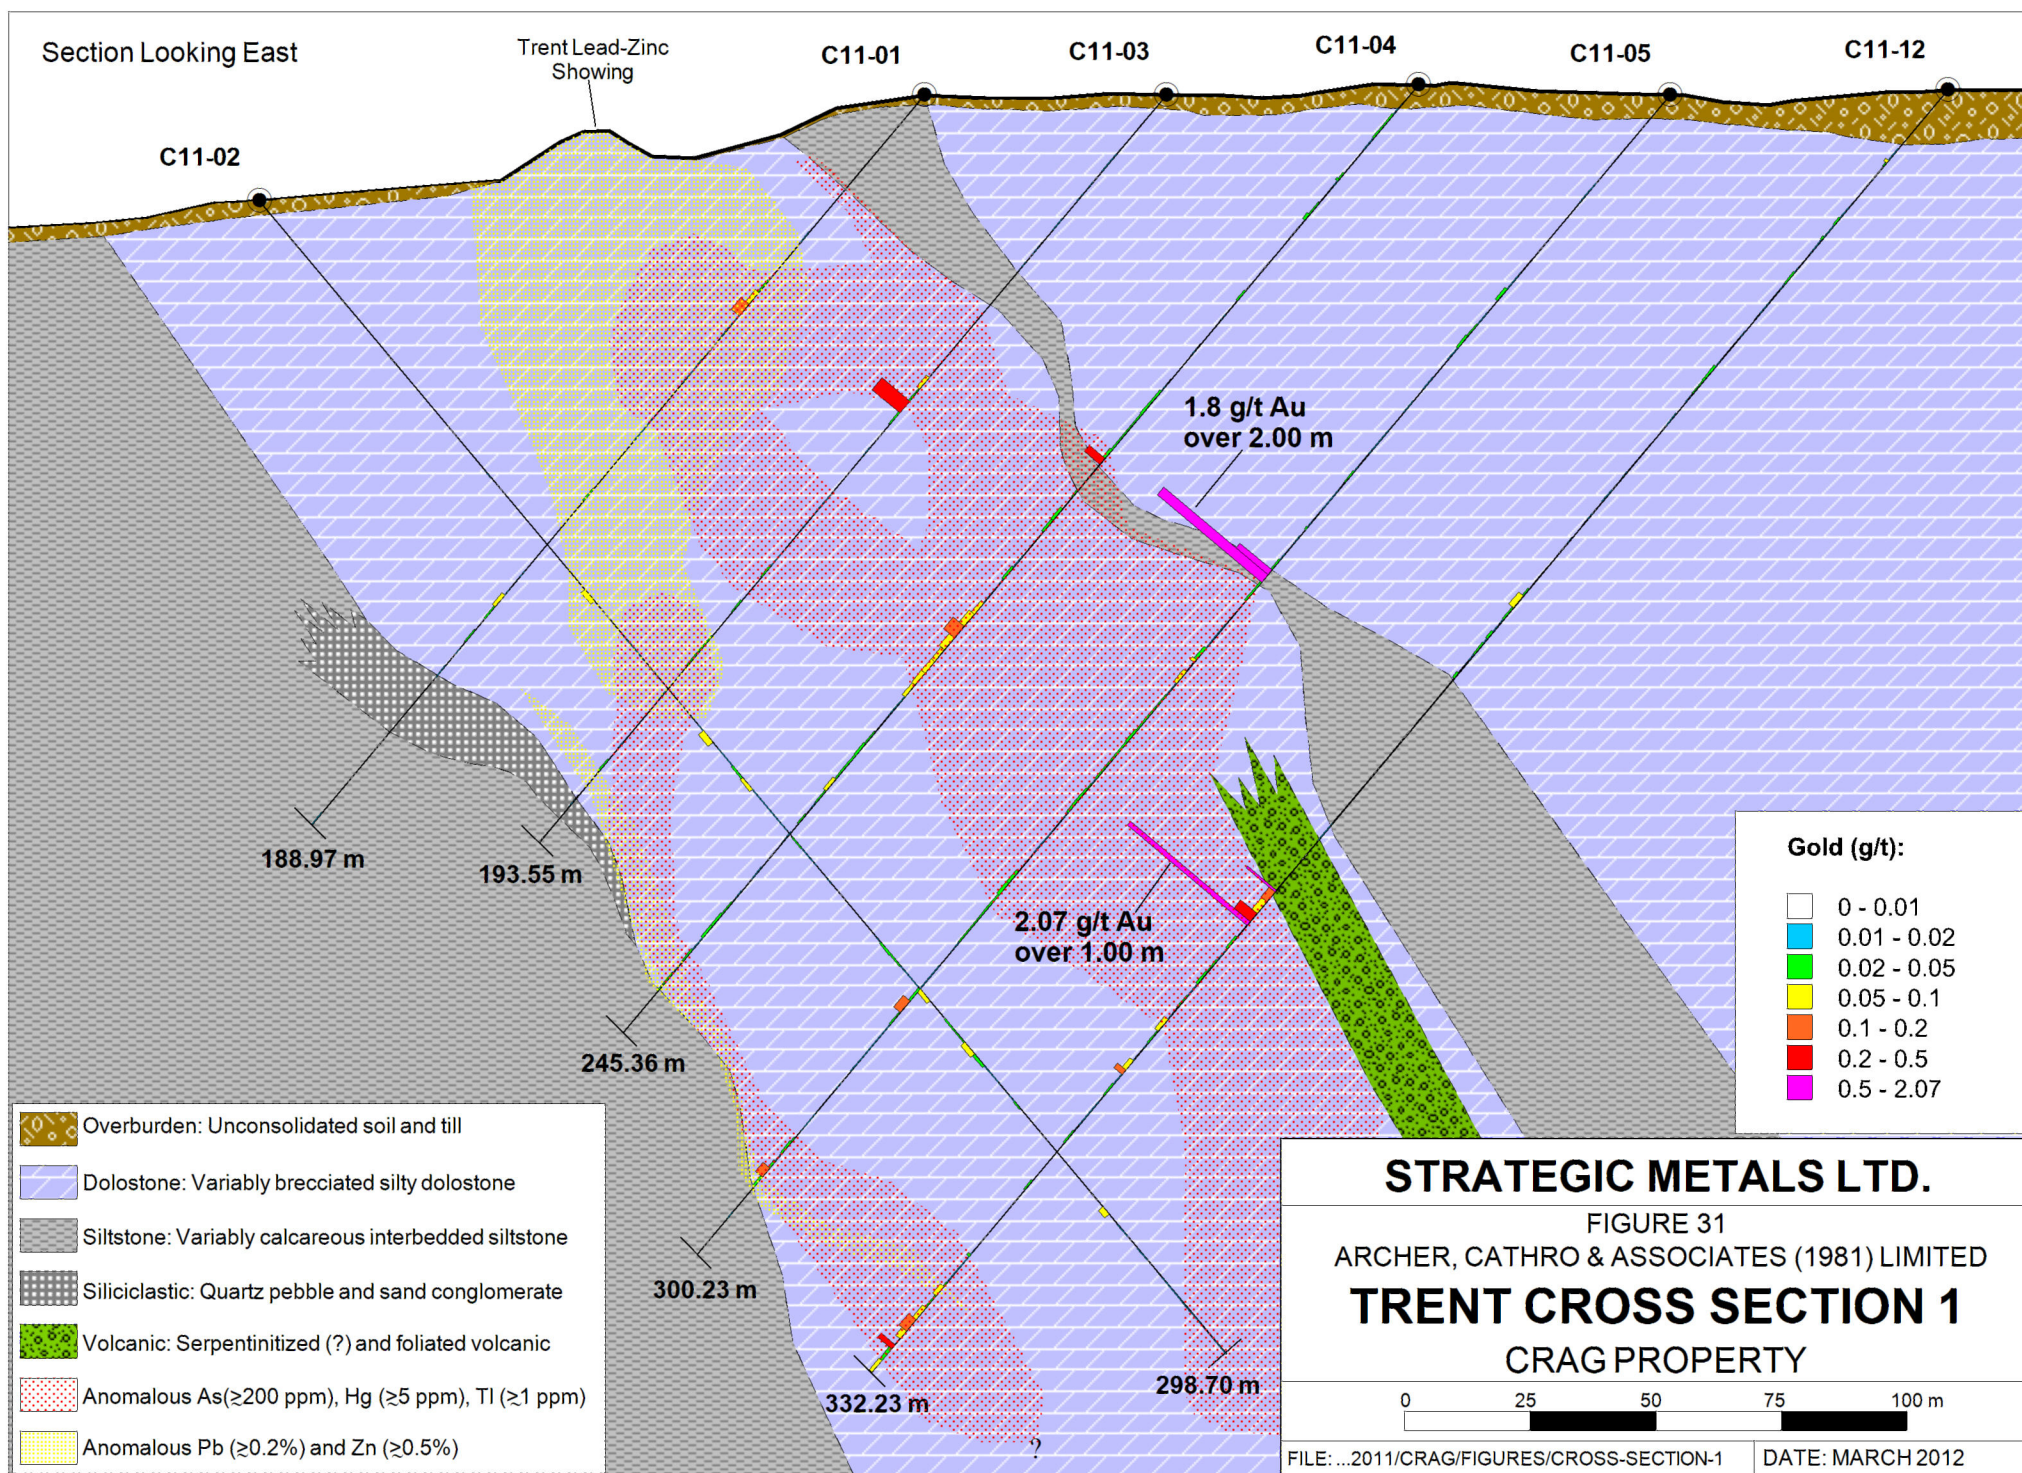 Section Looking East
Trent Lead-Zinc
Showing
C11-01
C11-03
C11-04
C11-05
C11-12
C11-02
1.8 g/t Au
over 2.00 m
2.07 g/t Au
over 1.00 m
188.97 m
193.55 m
245.36 m
300.23 m
332.23 m
298.70 m
?
Gold (g/t):
0 - 0.01
0.01 - 0.02
0.02 - 0.05
0.05 - 0.1
0.1 - 0.2
0.2 - 0.5
0.5 - 2.07
Overburden: Unconsolidated soil and till
Dolostone: Variably brecciated silty dolostone
Siltstone: Variably calcareous interbedded siltstone
Siliciclastic: Quartz pebble and sand conglomerate
Volcanic: Serpentinitized (?) and foliated volcanic
Anomalous As(≥200 ppm), Hg (≥5 ppm), Tl (≥1 ppm)
Anomalous Pb (≥0.2%) and Zn (≥0.5%)
STRATEGIC METALS LTD.
FIGURE 31
ARCHER, CATHRO & ASSOCIATES (1981) LIMITED
TRENT CROSS SECTION 1
CRAG PROPERTY
0 25 50 75 100 m
FILE: ...2011/CRAG/FIGURES/CROSS-SECTION-1
DATE: MARCH 2012